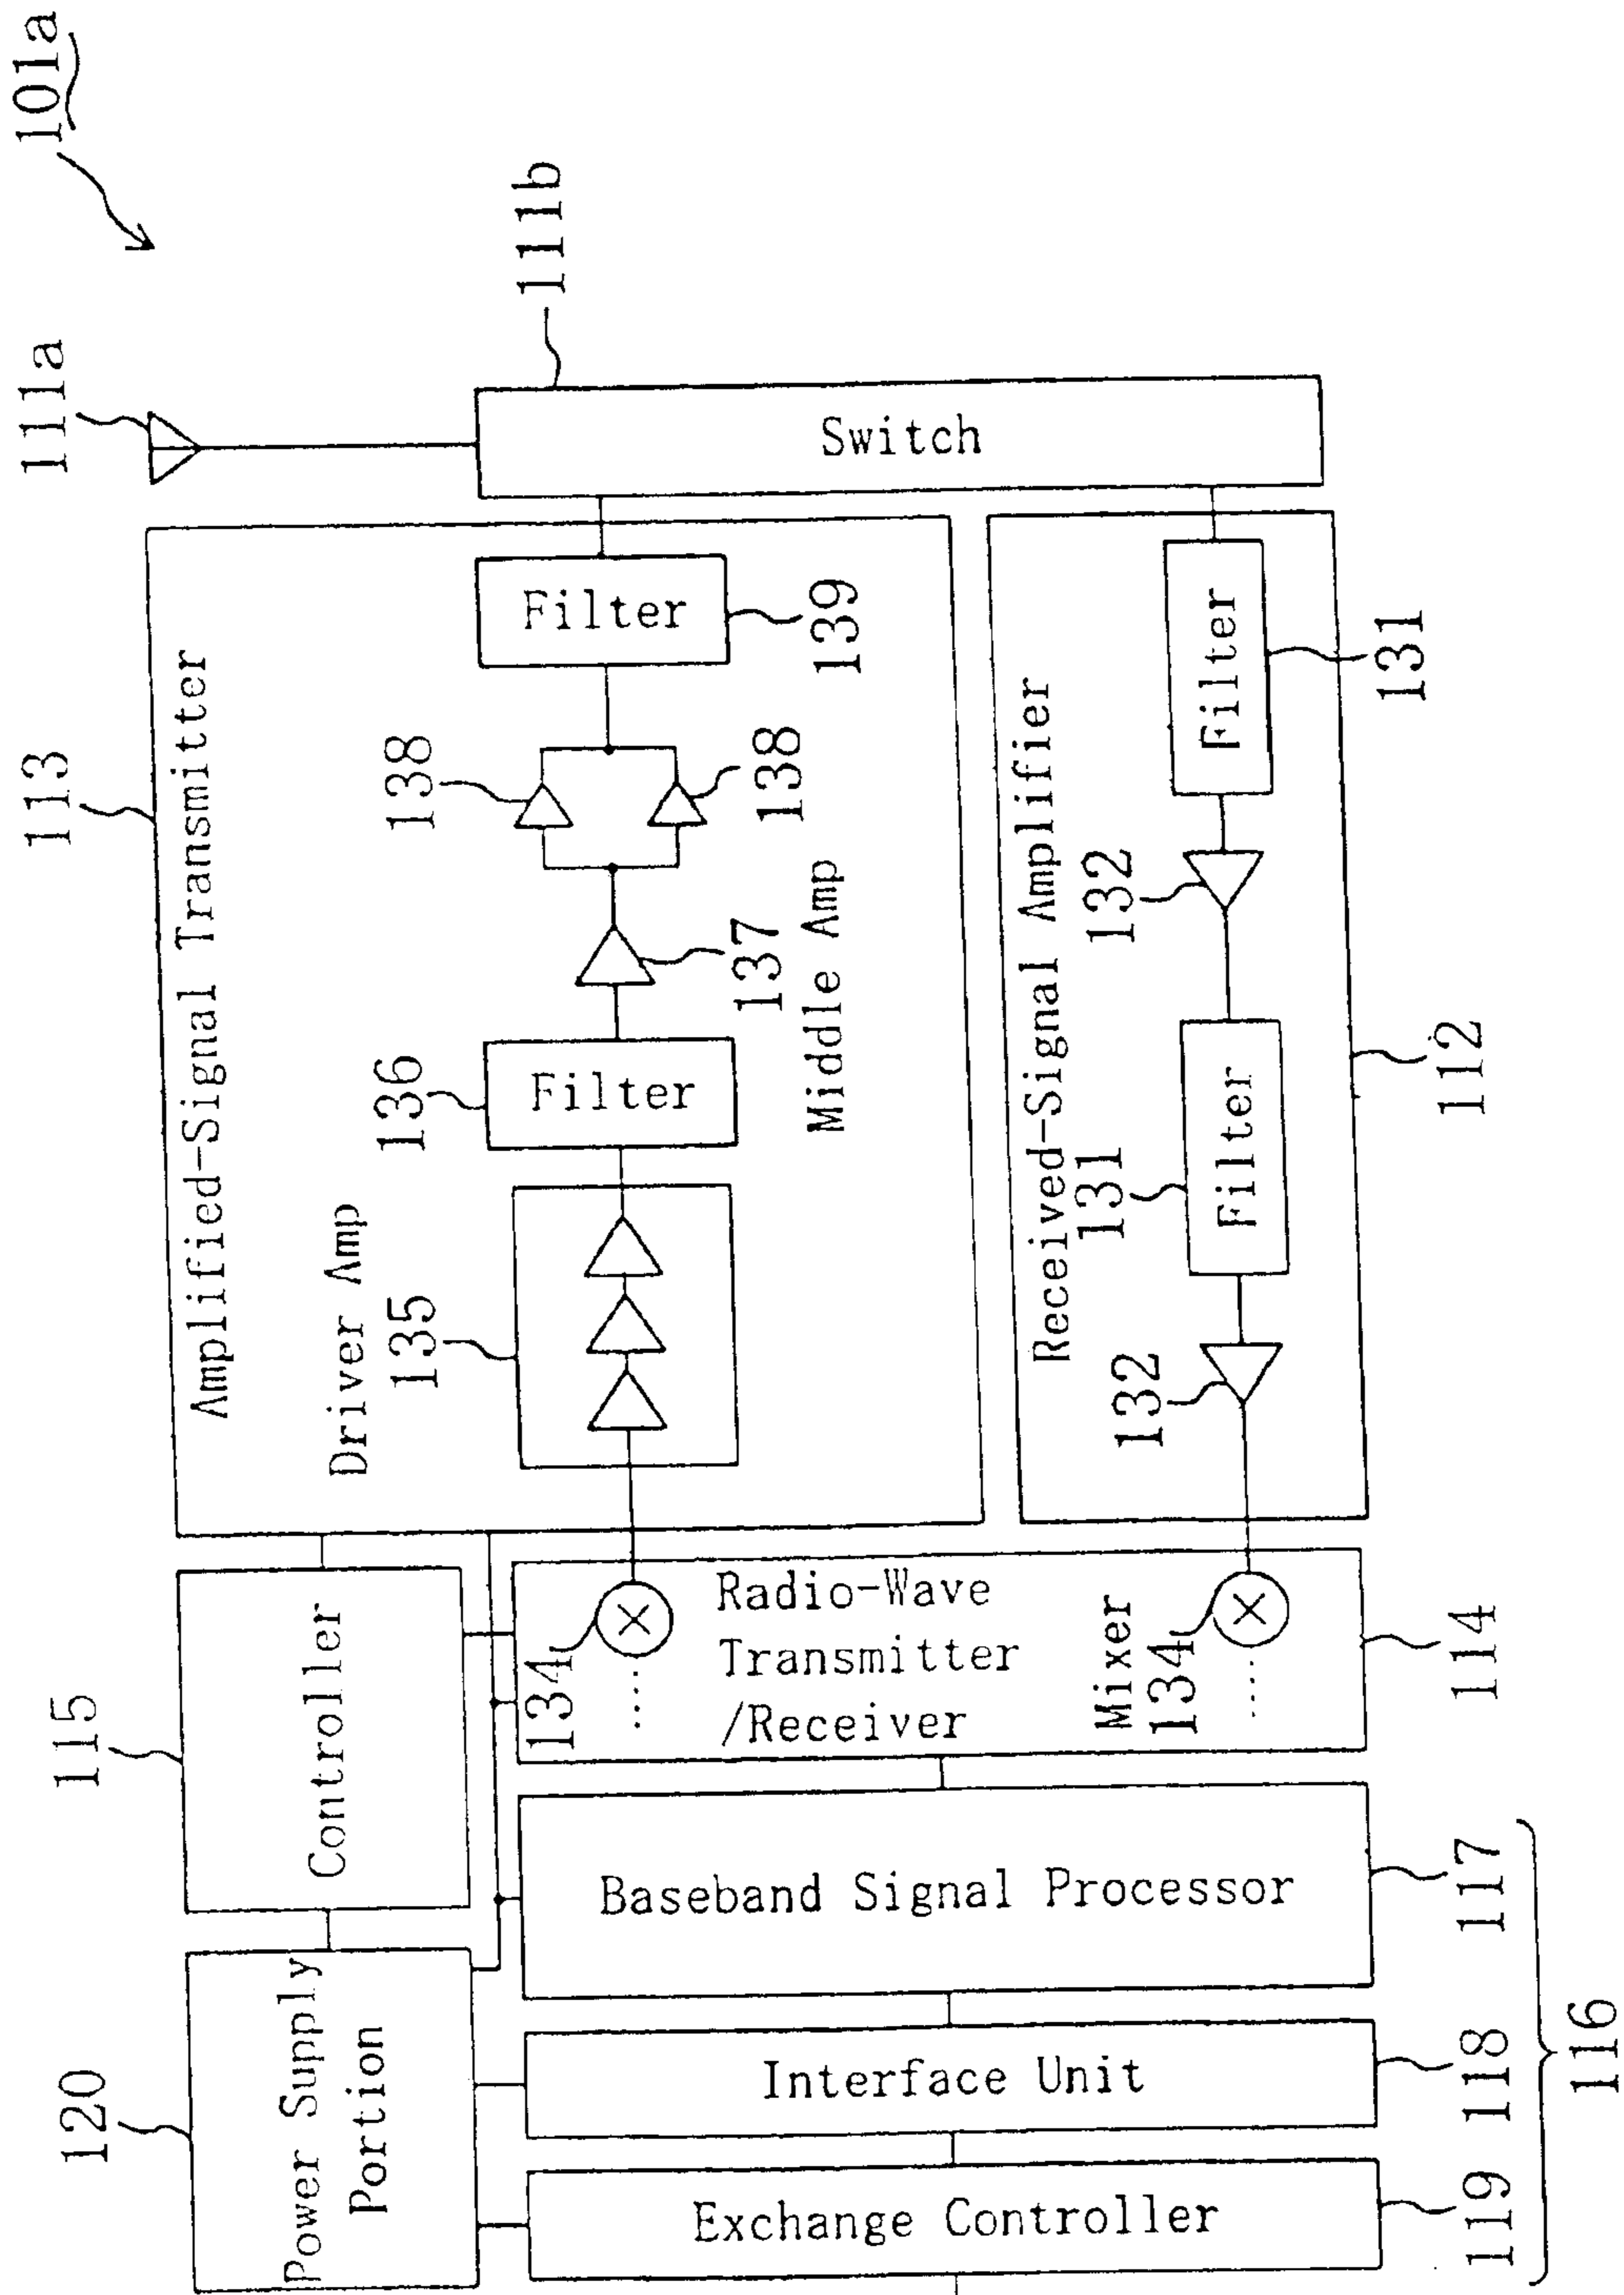 101a
111a
113
115
120
111b
Switch
Amplified-Signal Transmitter
Driver Amp
135
136
Filter
137
Middle Amp
138
138
Filter
139
Received-Signal Amplifier
Filter
131
132
131
Filter
132
112
Controller
Power Supply
Portion
134
Radio-Wave
Transmitter
/Receiver
Mixer
134
114
Baseband Signal Processor
117
Interface Unit
118
Exchange Controller
119
116